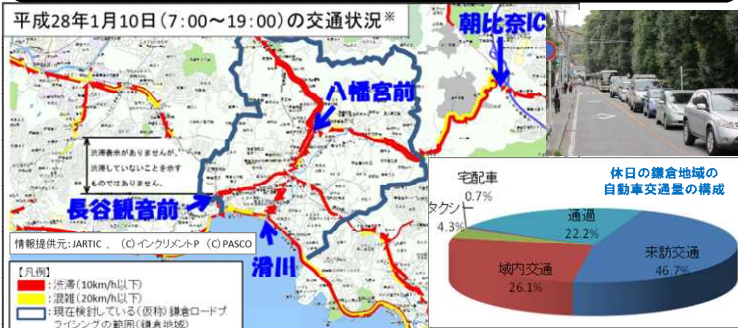 平成28年1月10日(7:00～19:00)の交通状況※
朝比奈IC
八幡宮前
渋滞表示がありませんが、
渋滞していないことを示す
ものではありません。
長谷観音前
滑川
情報提供元:JARTIC 、 (C)インクリメントP (C)PASCO
【凡例】
:渋滞(10km/h以下)
:混雑(20km/h以下)
:現在検討している(仮称)鎌倉ロードプ
ライシングの範囲(鎌倉地域)
休日の鎌倉地域の
自動車交通量の構成
宅配車
0.7%
タクシー
4.3%
通過
22.2%
来訪交通
46.7%
域内交通
26.1%